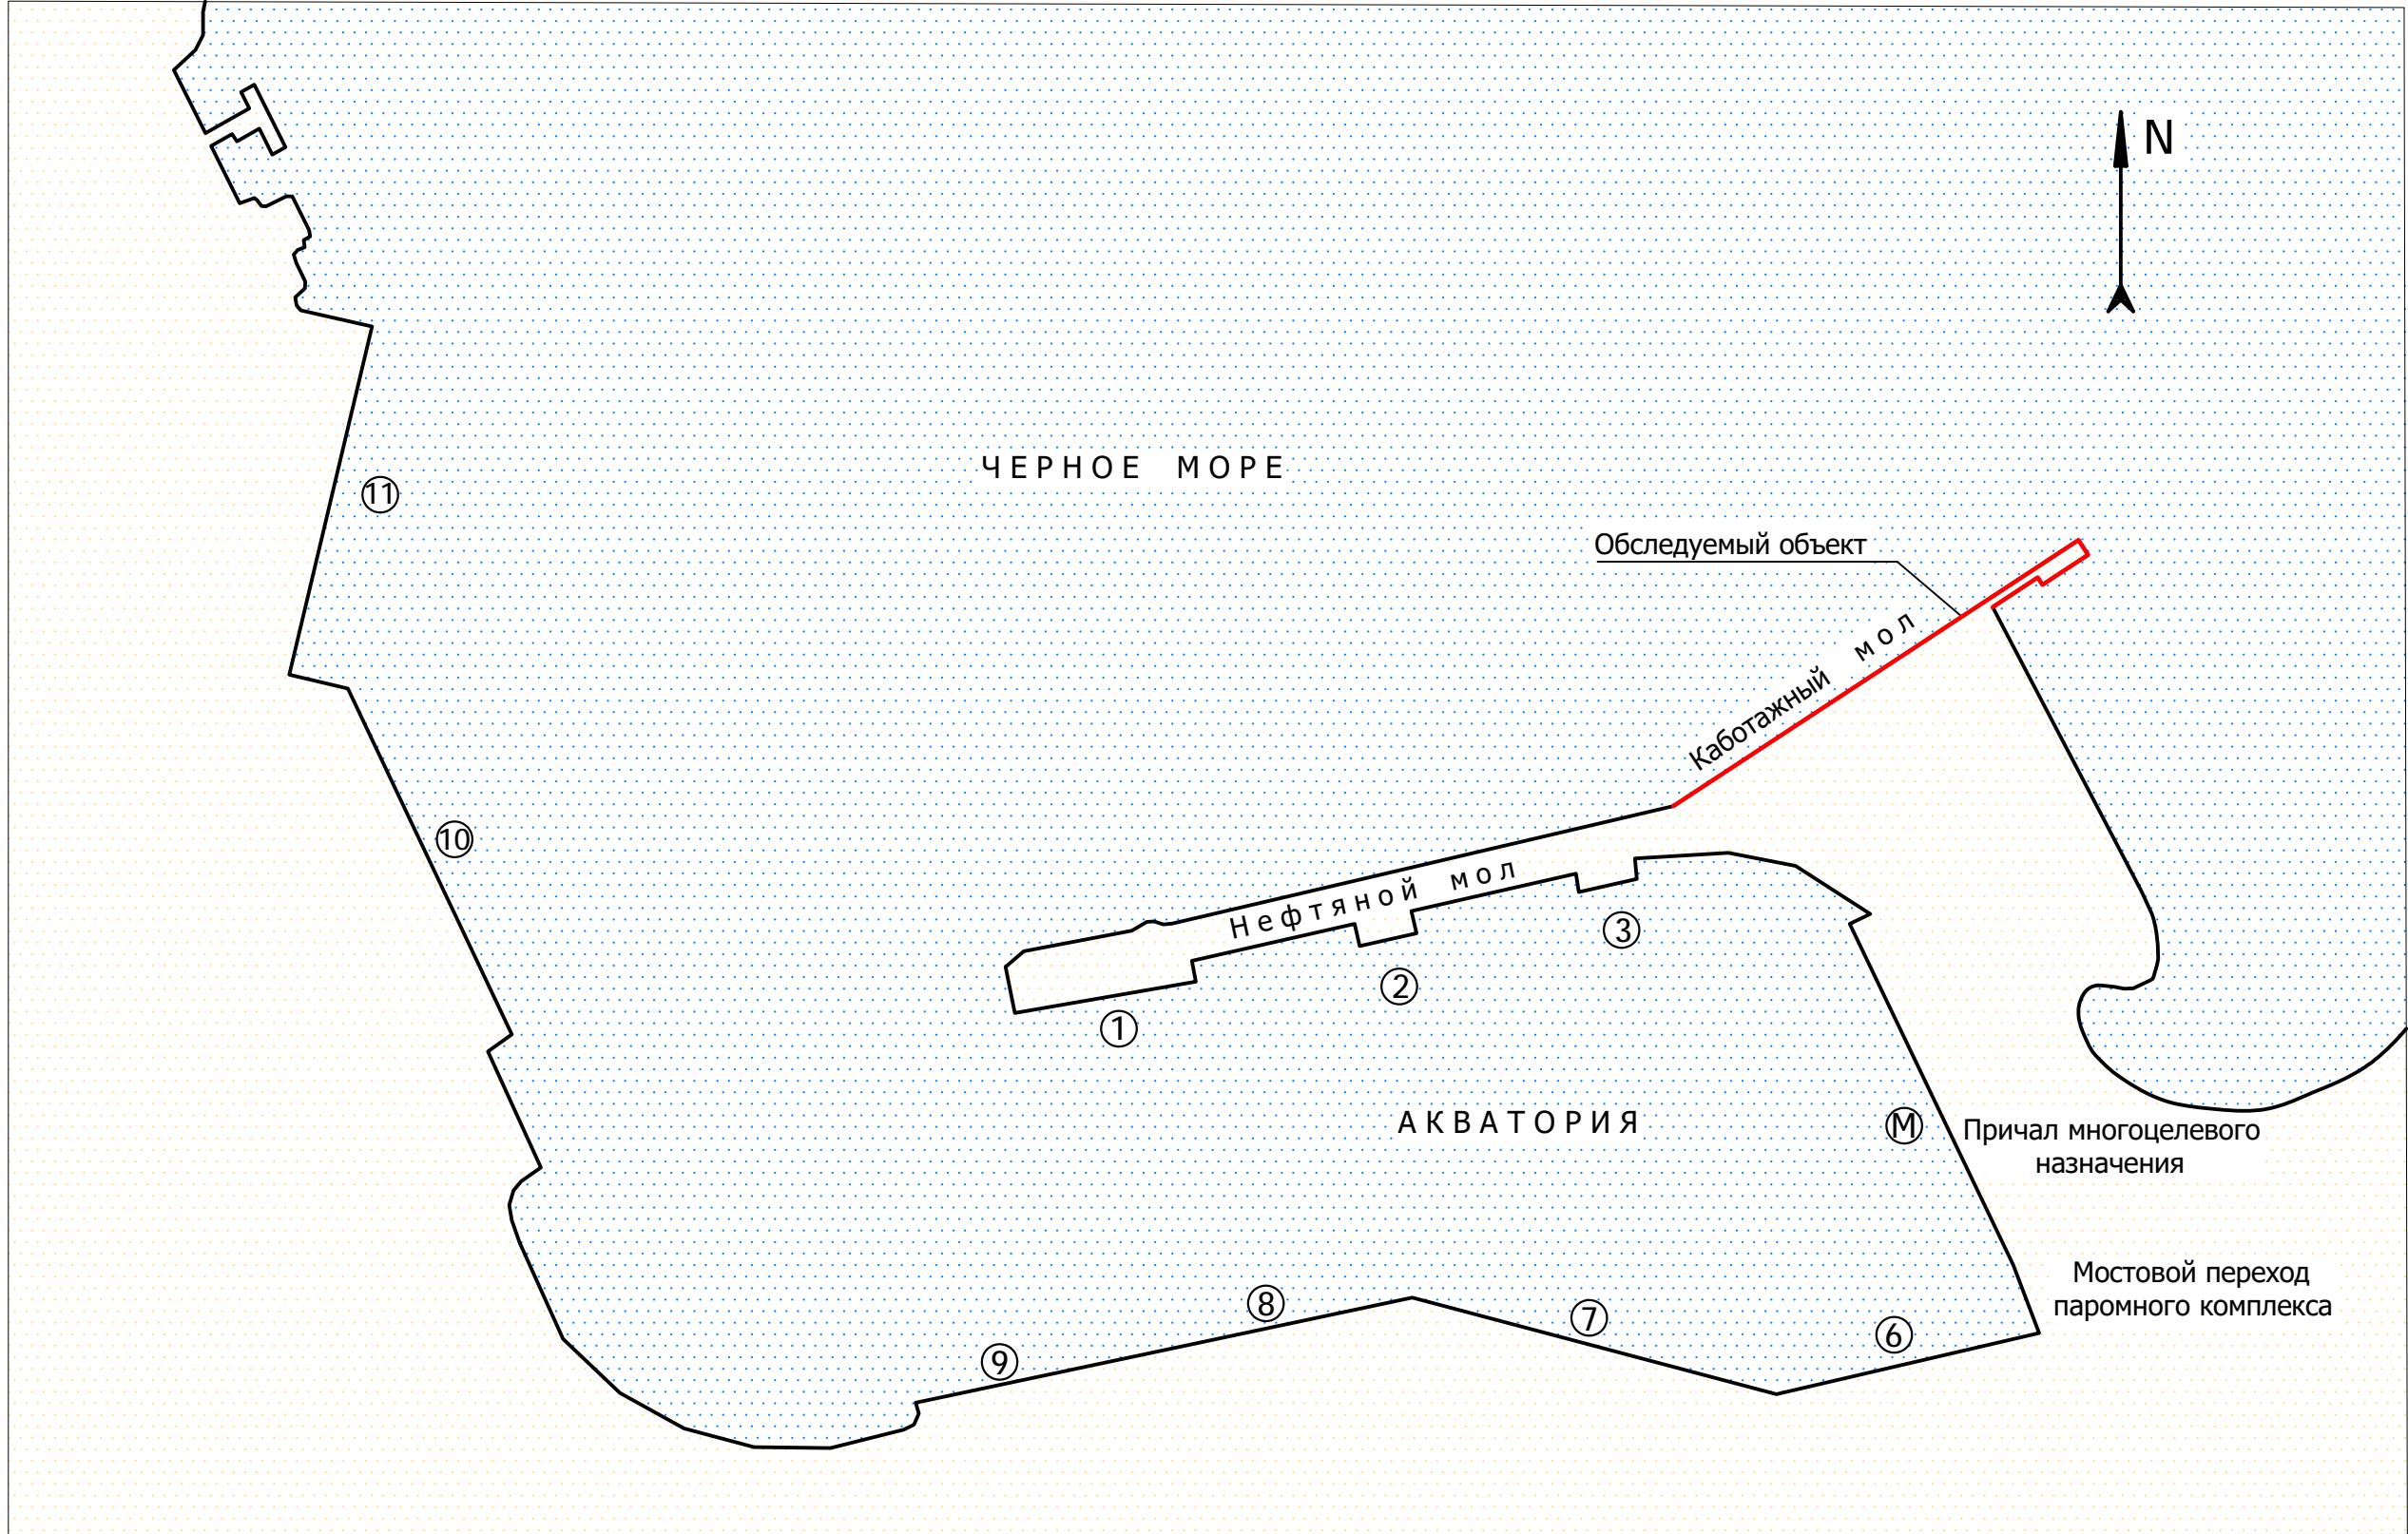 N
ЧЕРНОЕ МОРЕ
11
Обследуемый объект
Каботажный мол
10
Нефтяной мол
3
2
1
АКВАТОРИЯ
М
Причал многоцелевого
назначения
Мостовой переход
паромного комплекса
8
7
6
9